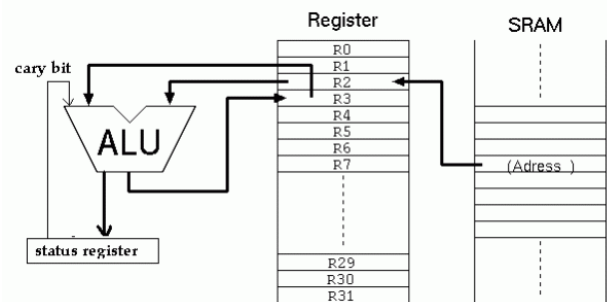 Register
SRAM
R0
R1
cary bit
R2
R3
R4
ALU
R5
R6
R7
(Adress )
status register
R29
R30
R31